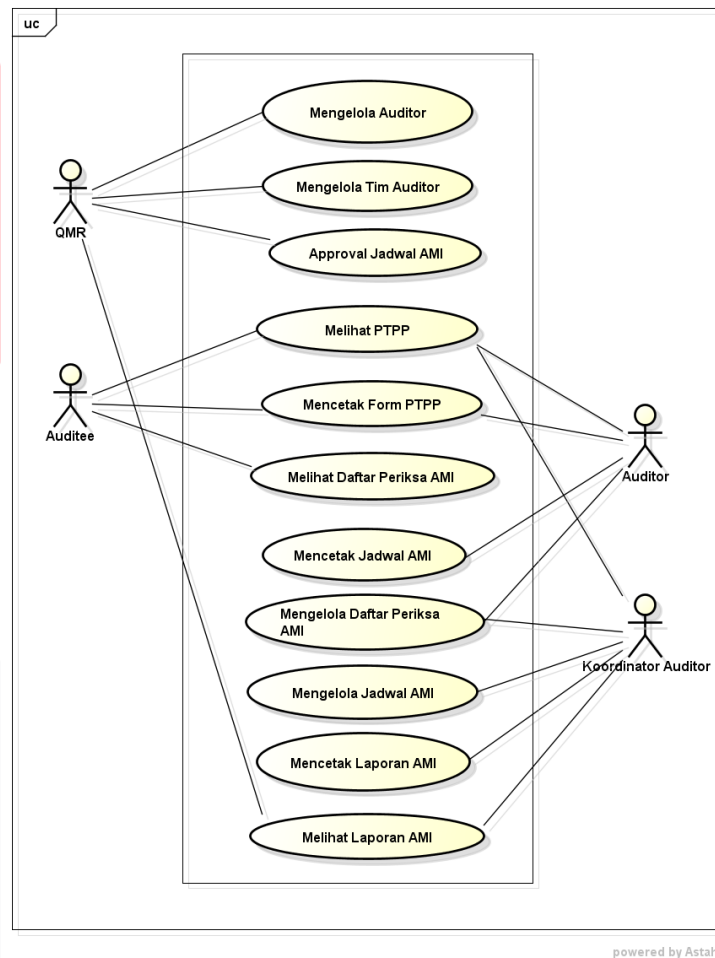 uc
Mengelola Auditor
Mengelola Tim Auditor
QMR
Approval Jadwal AMI
Melihat PTPP
Mencetak Form PTPP
Auditee
Melihat Daftar Periksa AMI
Auditor
Mencetak Jadwal AMI
Mengelola Daftar Periksa
AMI
Koordinator Auditor
Mengelola Jadwal AMI
Mencetak Laporan AMI
Melihat Laporan AMI
powered by Astah